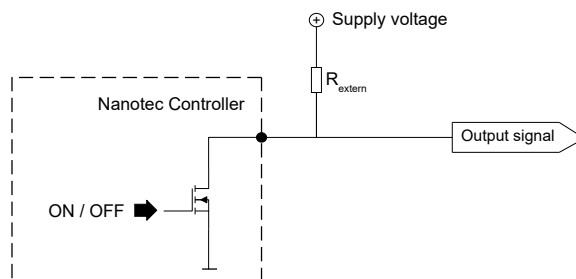 Supply voltage
R extern
Nanotec Controller
Output signal
ON / OFF